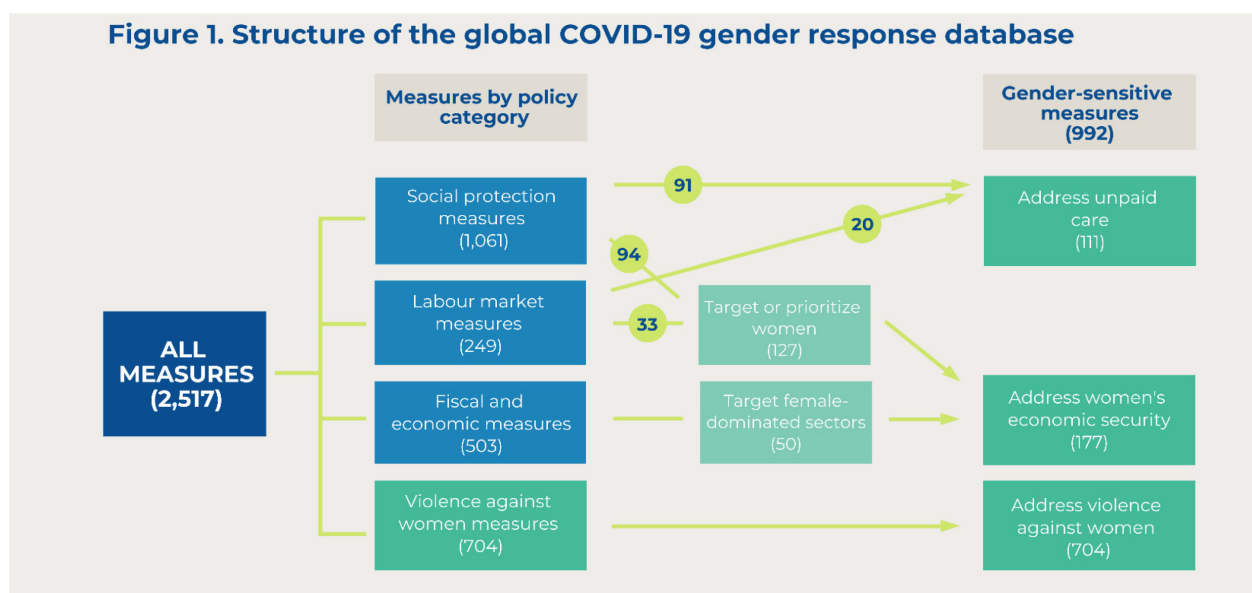 Figure 1. Structure of the global COVID-19 gender response database
Measures by policy
category
Gender-sensitive
measures
(992)
Social protection
measures
(1,061)
91
20
Address unpaid
care
(111)
94
Labour market
measures
(249)
33
Target or prioritize
women
(127)
ALL
MEASURES
(2,517)
Fiscal and
economic measures
(503)
Target female-
dominated sectors
(50)
Address women's
economic security
(177)
Violence against
women measures
(704)
Address violence
against women
(704)